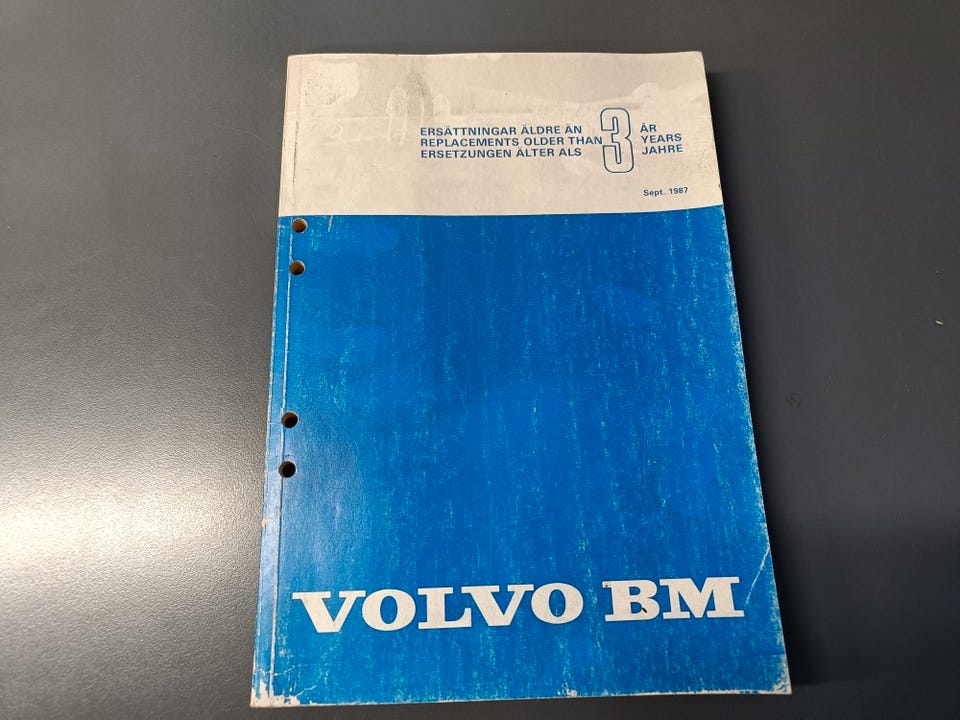 ERSÄTTNINGAR ÄLDRE ÄN 3 ÅR
REPLACEMENTS OLDER THAN YEARS
ERSETZUNGEN ÄLTER ALS JAHRE
Sept. 1987
VOLVO BM